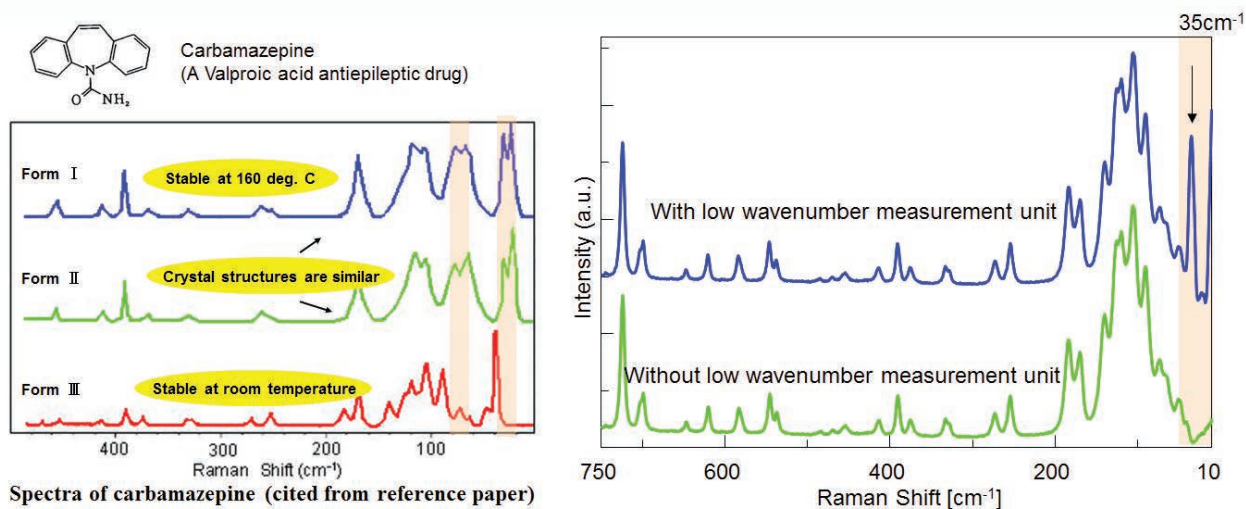 Carbamazepine
(A Valproic acid antiepileptic drug)
N
O
NH₂
Form Ⅰ
Stable at 160 deg. C
Form Ⅱ
Crystal structures are similar
Form Ⅲ
Stable at room temperature
400
300
200
100
Raman Shift (cm⁻¹)
Spectra of carbamazepine (cited from reference paper)
35cm⁻¹
Intensity (a.u.)
With low wavenumber measurement unit
Without low wavenumber measurement unit
750
600
400
200
10
Raman Shift [cm⁻¹]